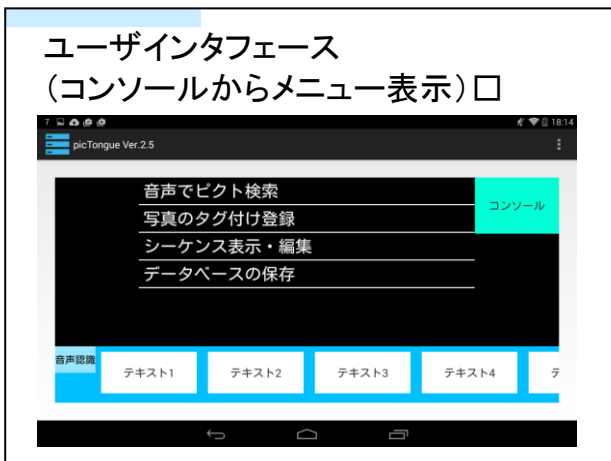 ユーザインタフェース
（コンソールからメニュー表示）□
7 18:14
picTongue Ver.2.5
音声でピクト検索
コンソール
写真のタグ付け登録
シーケンス表示・編集
データベースの保存
音声認識
テキスト1 テキスト2 テキスト3 テキスト4 テ